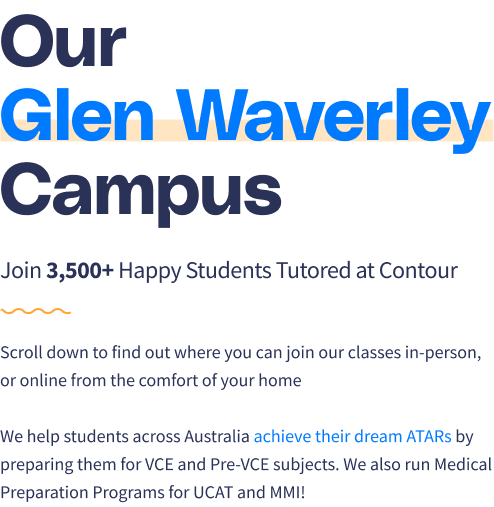 Our
Glen Waverley
Campus
Join 3,500+ Happy Students Tutored at Contour
Scroll down to find out where you can join our classes in-person,
or online from the comfort of your home
We help students across Australia achieve their dream ATARs by
preparing them for VCE and Pre-VCE subjects. We also run Medical
Preparation Programs for UCAT and MMI!